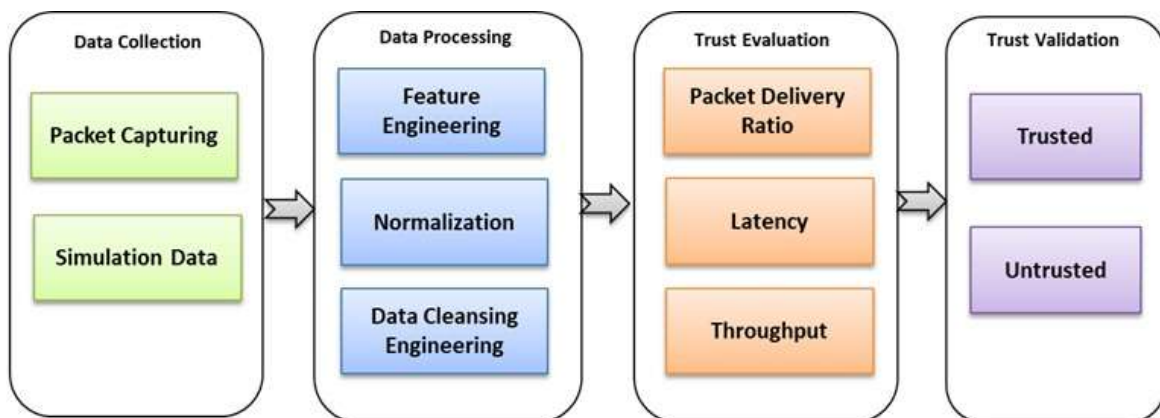 Data Collection
Packet Capturing
Simulation Data
Data Processing
Feature
Engineering
Normalization
Data Cleansing
Engineering
Trust Evaluation
Packet Delivery
Ratio
Latency
Throughput
Trust Validation
Trusted
Untrusted